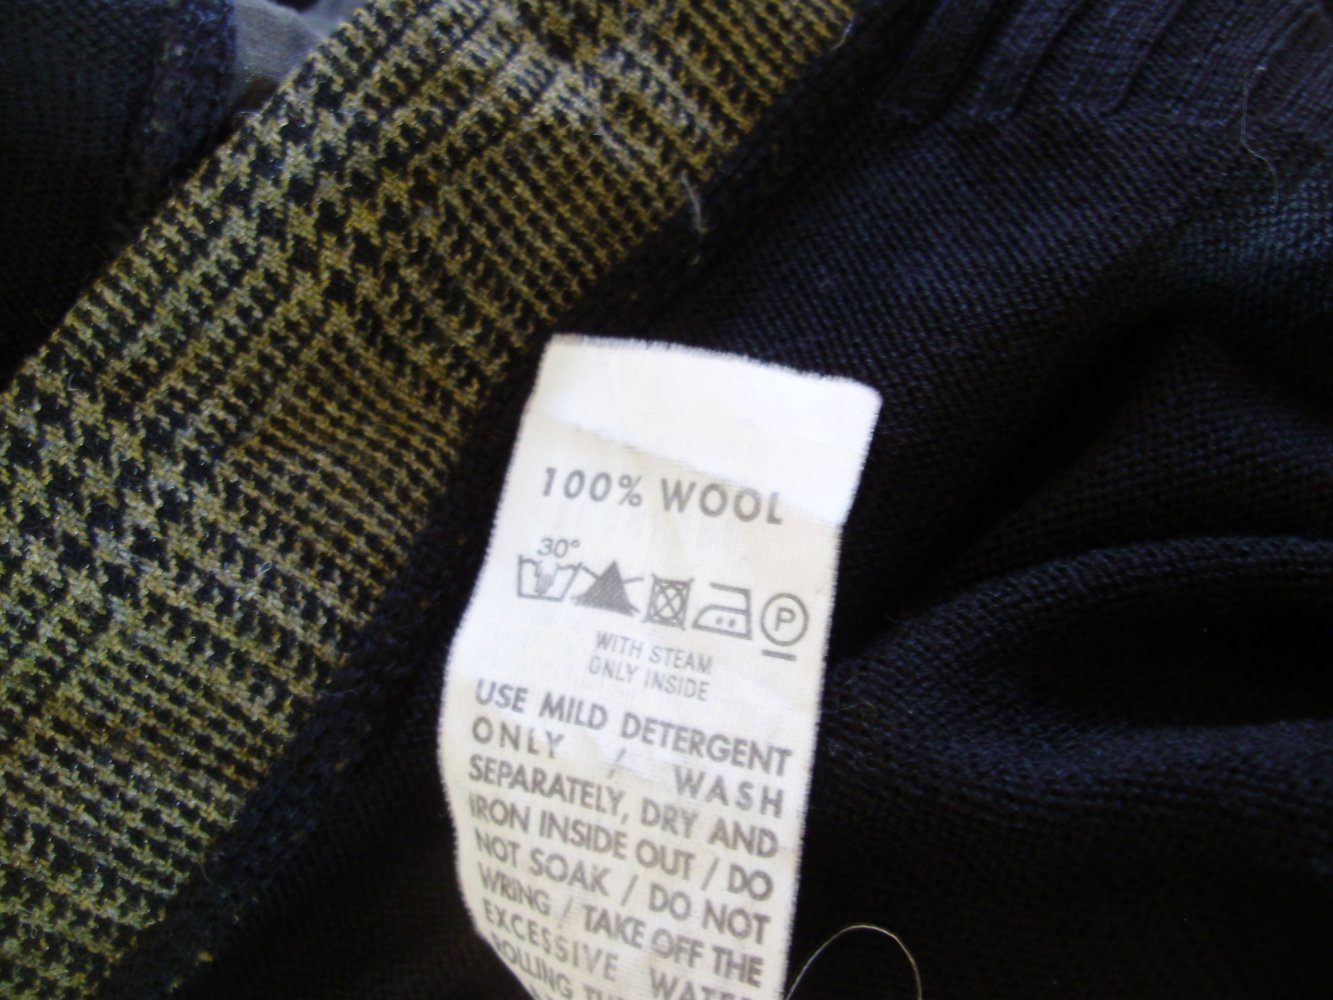 100% WOOL
30°
P
WITH STEAM
ONLY INSIDE
USE MILD DETERGENT
ONLY / WASH
SEPARATELY, DRY AND
IRON INSIDE OUT / DO
NOT SOAK / DO NOT
WRING / TAKE OFF THE
EXCESSIVE WATER
ROLLING